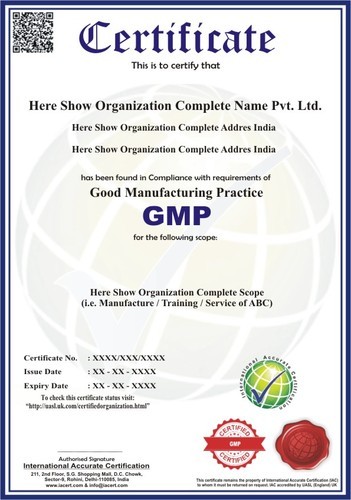 Certificate
This is to certify that
Here Show Organization Complete Name Pvt. Ltd.
Here Show Organization Complete Addres India
Here Show Organization Complete Addres India
has been found in Compliance with requirements of
Good Manufacturing Practice
GMP
for the following scope:
Here Show Organization Complete Scope
(i.e. Manufacture / Training / Service of ABC)
Certificate No. : XXXX/XXX/XXXX
Issue Date : XX - XX - XXXX
Expiry Date : XX - XX - XXXX
To check this certificate status visit:
"http://uasl.uk.com/certifiedorganization.html"
International Accurate Certification
CERTIFIED
GMP
CERTIFIED
Authorised Signature
International Accurate Certification
211, 2nd Floor, S.G. Shopping Mall, D.C. Chowk,
Sector-9, Rohini, Delhi-110085, India
www.iacert.com & info@iacert.com
This certificate remains the property of International Accurate Certification (IAC)
to whom it must be returned on request. IAC accredited by UASL (England) UK